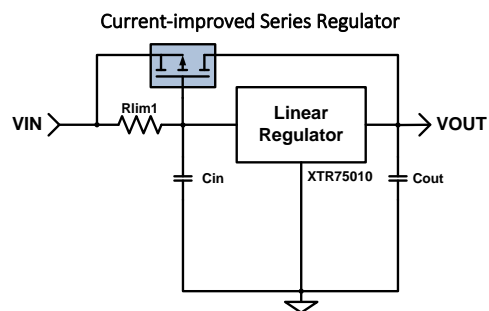 Current-improved Series Regulator
Rlim1
VIN
Linear
Regulator
VOUT
XTR75010
Cin
Cout